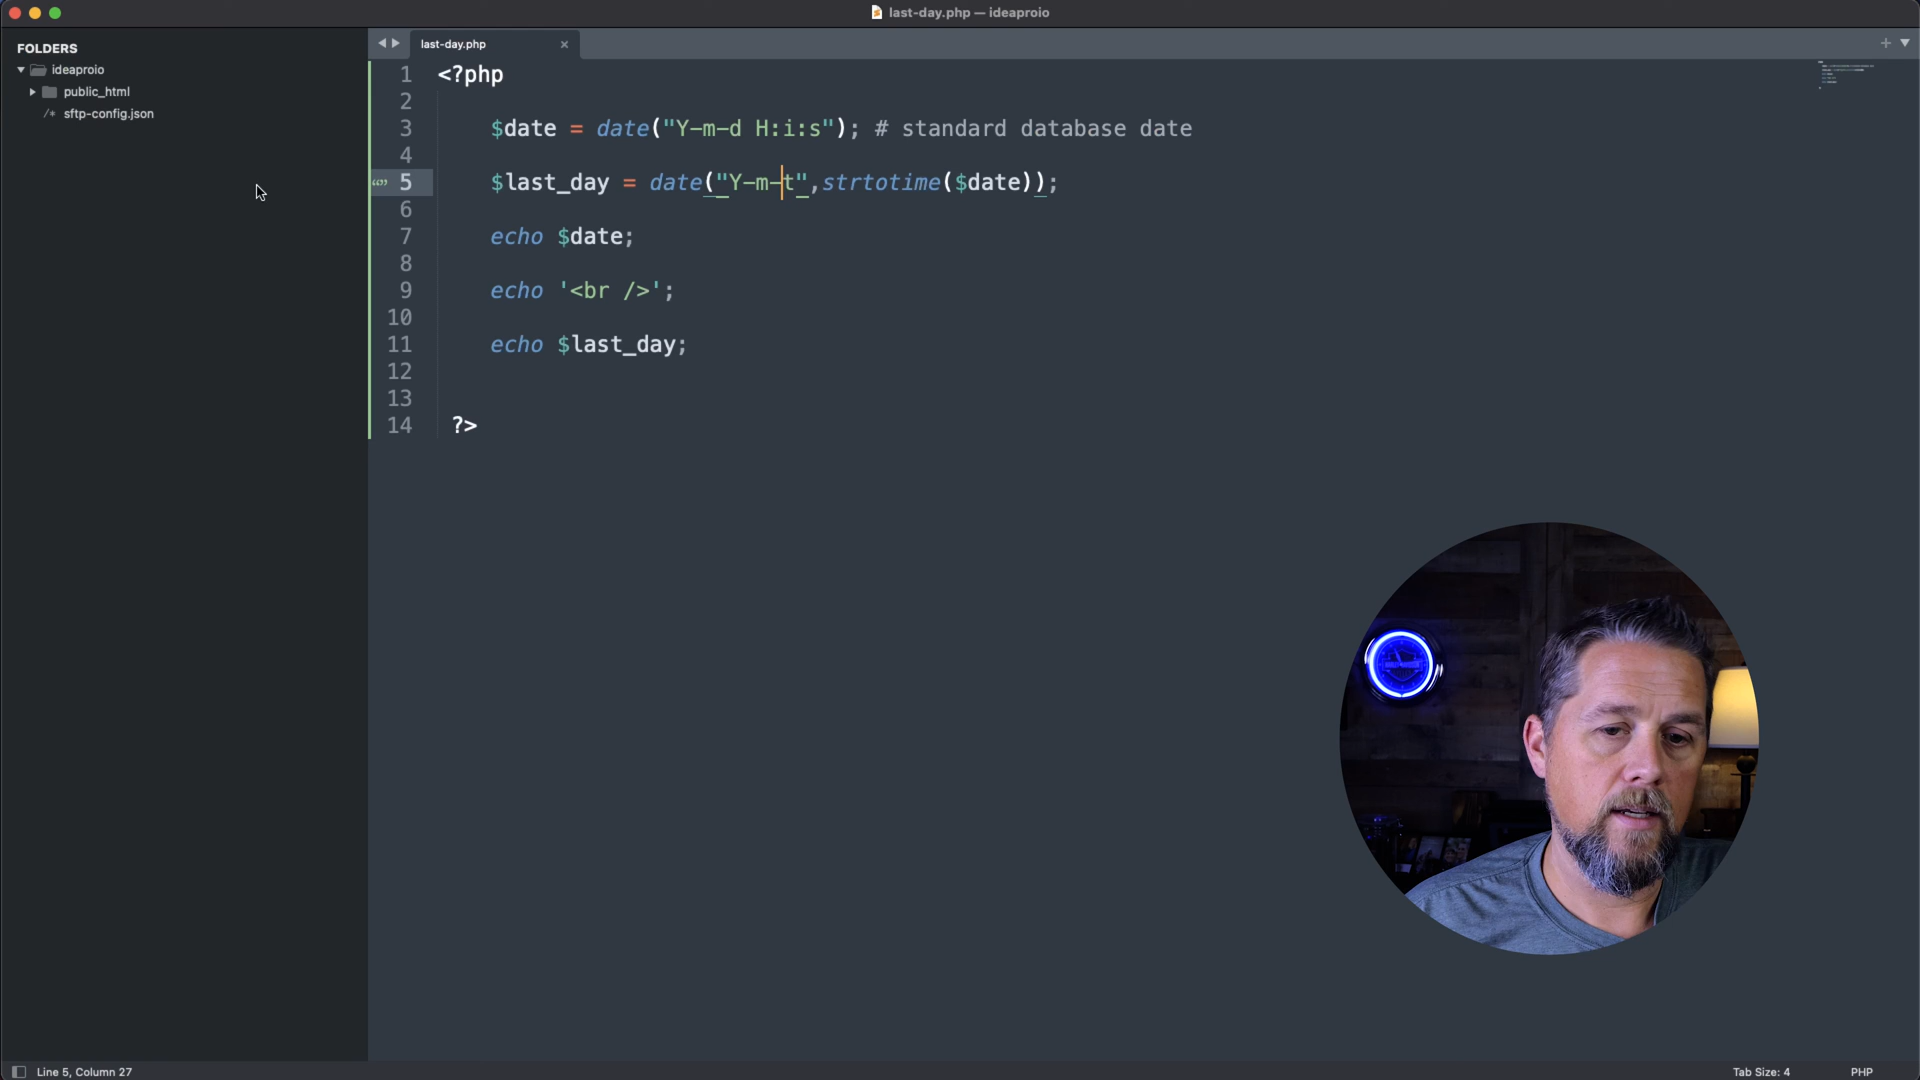 last-day.php — ideaproio
FOLDERS
ideaproio
public_html
/* sftp-config.json
last-day.php ×
1 <?php
2
3 $date = date("Y-m-d H:i:s"); # standard database date
4
5 $last_day = date("Y-m-t",strtotime($date));
6
7 echo $date;
8
9 echo '<br />';
10
11 echo $last_day;
12
13
14 ?>
Line 5, Column 27
Tab Size: 4
PHP